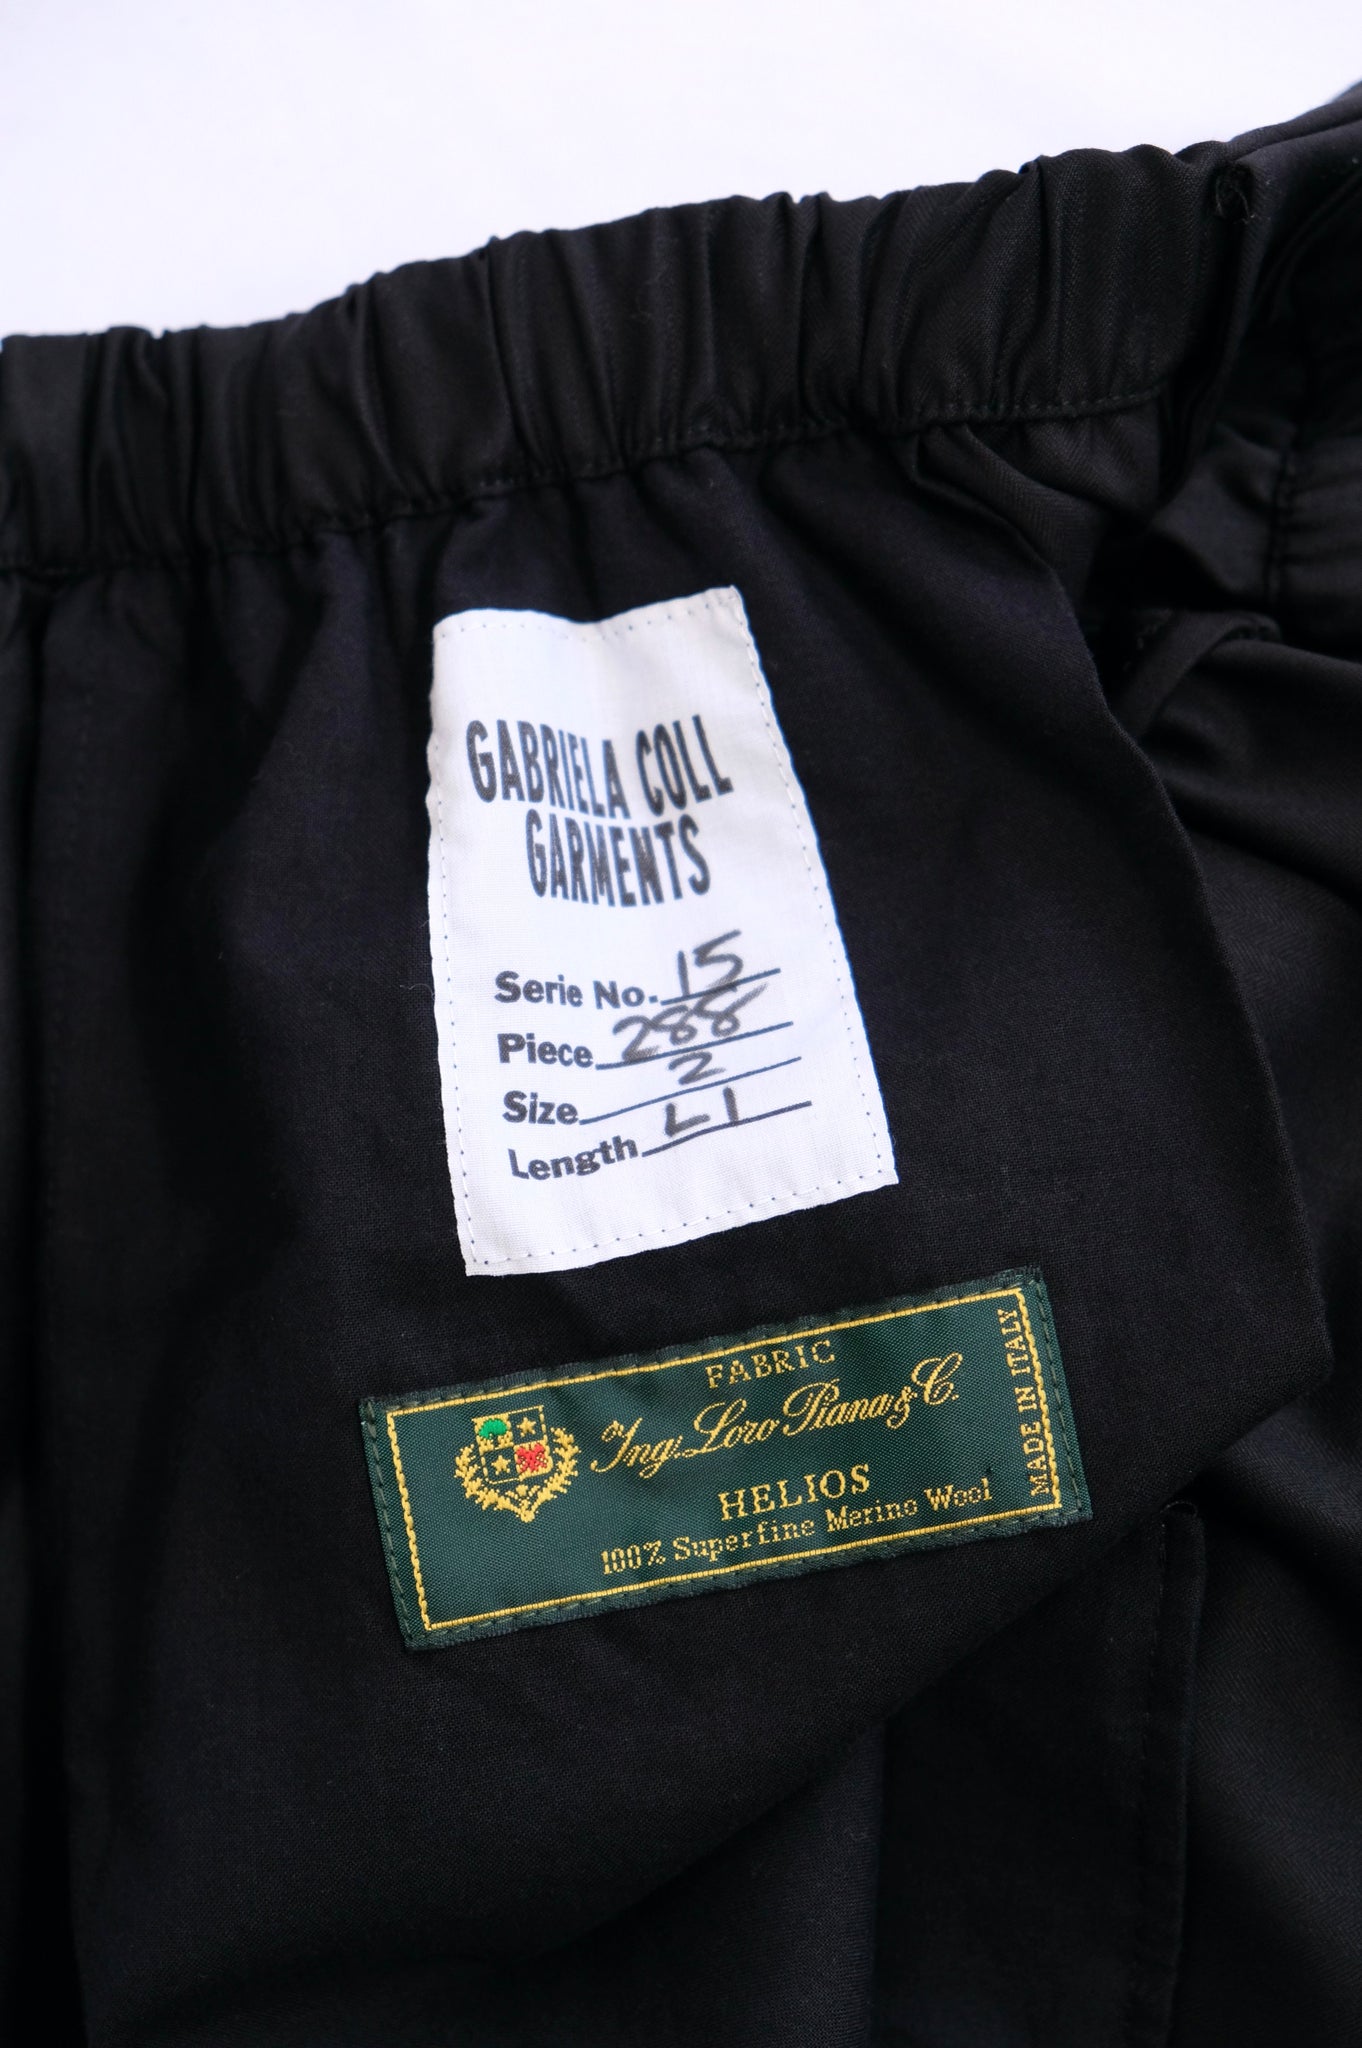 GABRIELA COLL
GARMENTS
Serie No. 15
Piece 288
Size 2
Length L1
FABRIC
Ing. Loro Piana & C.
HELIOS
100% Superfine Merino Wool
MADE IN ITALY